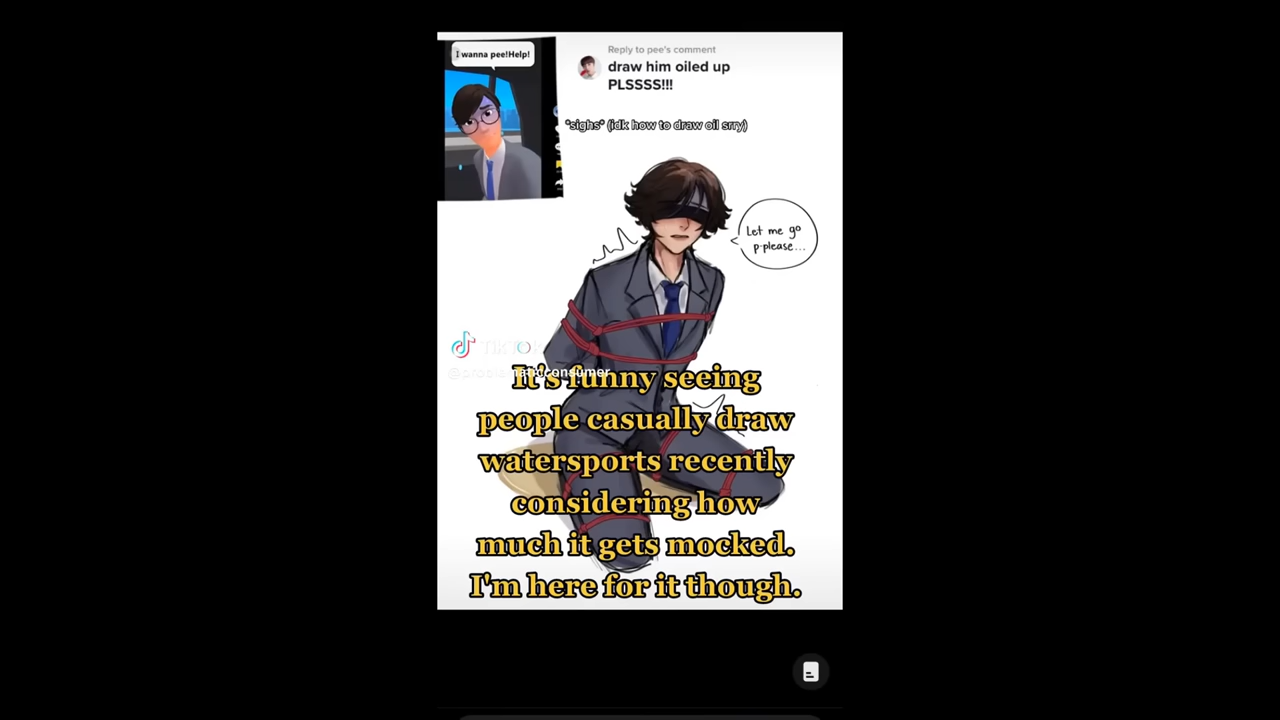 I wanna pee!Help!
Reply to pee's comment
draw him oiled up
PLSSSS!!!
*sighs* (idk how to draw oil srry)
Let me go
p-please...
TikTok
It's funny seeing
people casually draw
watersports recently
considering how
much it gets mocked.
I'm here for it though.